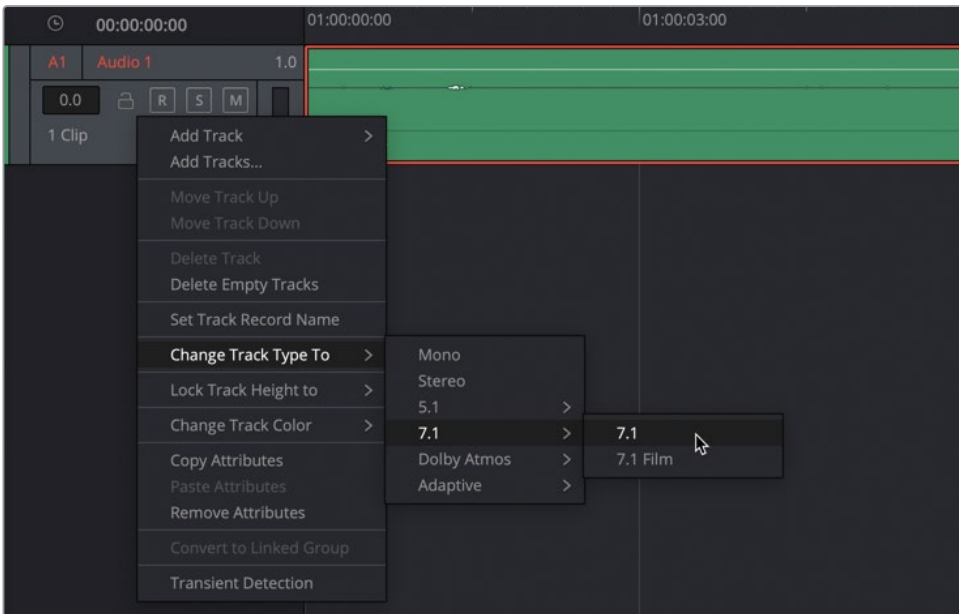 00:00:00:00
01:00:00:00
01:00:03:00
A1 Audio 1 1.0
0.0 R S M
1 Clip
Add Track
Add Tracks...
Move Track Up
Move Track Down
Delete Track
Delete Empty Tracks
Set Track Record Name
Change Track Type To
Lock Track Height to
Change Track Color
Copy Attributes
Paste Attributes
Remove Attributes
Convert to Linked Group
Transient Detection
Mono
Stereo
5.1
7.1
Dolby Atmos
Adaptive
7.1
7.1 Film